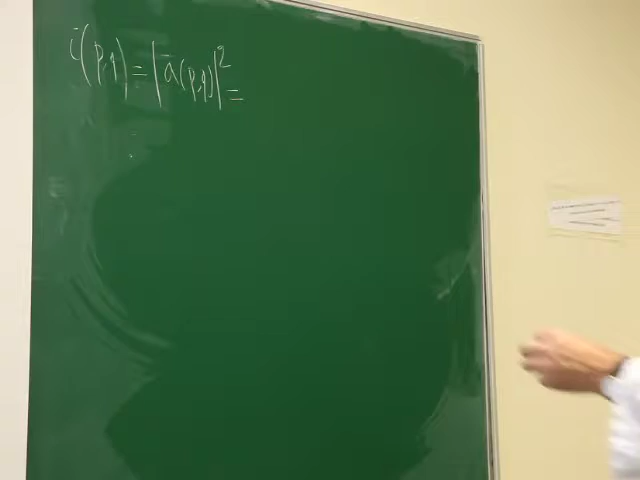 i(p,q) = |a(p,q)|² =